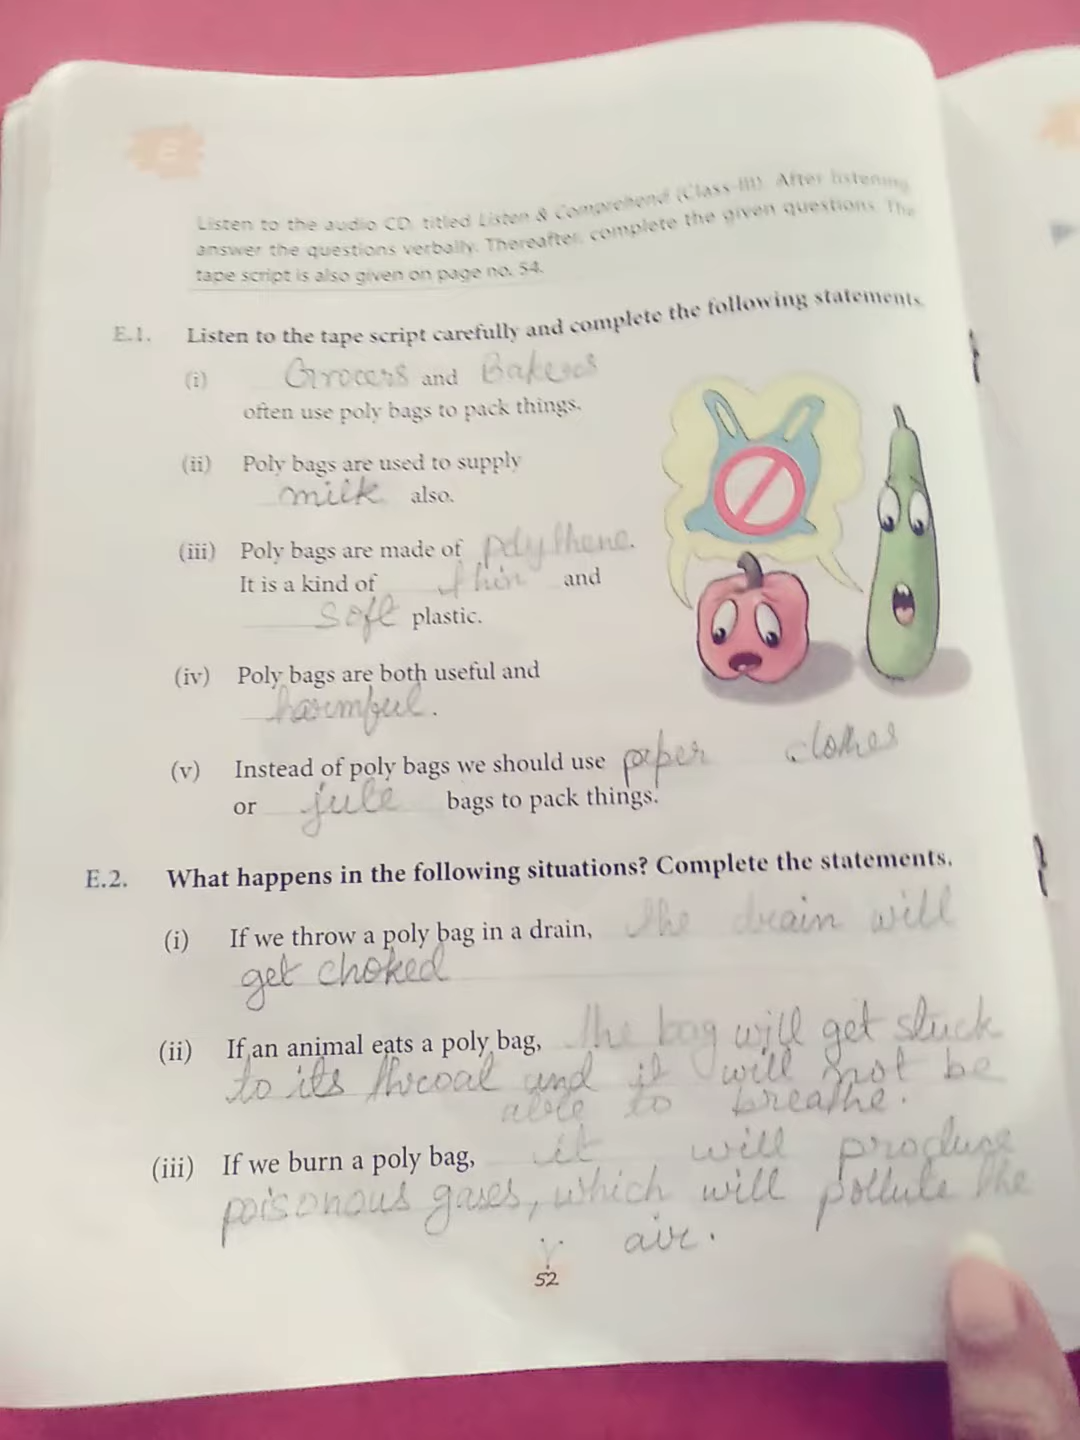 E
Listen to the audio CD, titled Listen & Comprehend (Class-III). After listening
answer the questions verbally. Thereafter, complete the given questions. The
tape script is also given on page no. 54.
E.1. Listen to the tape script carefully and complete the following statements.
(i) Grocers and Bakers
often use poly bags to pack things.
(ii) Poly bags are used to supply
milk also.
(iii) Poly bags are made of polythene.
It is a kind of thin and
soft plastic.
(iv) Poly bags are both useful and
harmful.
(v) Instead of poly bags we should use paper clothes
or jute bags to pack things.
E.2. What happens in the following situations? Complete the statements.
(i) If we throw a poly bag in a drain, the drain will
get choked
(ii) If an animal eats a poly bag, the bag will get stuck
to its throat and it will not be
able to breathe.
(iii) If we burn a poly bag, it will produce
poisonous gases, which will pollute the
air.
52